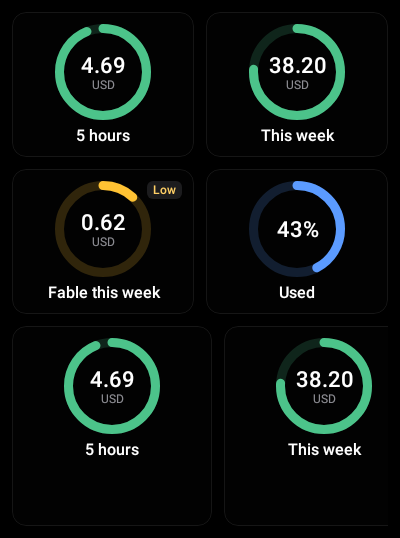 4.69
USD
5 hours
38.20
USD
This week
Low
0.62
USD
Fable this week
43%
Used
4.69
USD
5 hours
38.20
USD
This week